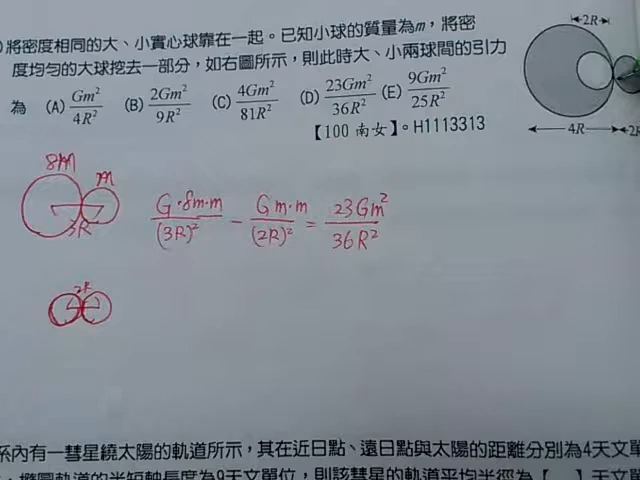 將密度相同的大、小實心球靠在一起。已知小球的質量為m,將密
度均勻的大球挖去一部分,如右圖所示,則此時大、小兩球間的引力
為 (A) Gm²/4R² (B) 2Gm²/9R² (C) 4Gm²/81R² (D) 23Gm²/36R² (E) 9Gm²/25R²
【100 南女】。H1113313
2R
4R
8m
m
3R
G·8m·m/(3R)² − Gm·m/(2R)² = 23Gm²/36R²
2R
系內有一彗星繞太陽的軌道所示,其在近日點、遠日點與太陽的距離分別為4天文單
橢圓軌道的半短軸長度為9天文單位,則該彗星的軌道平均半徑為【 】天文單